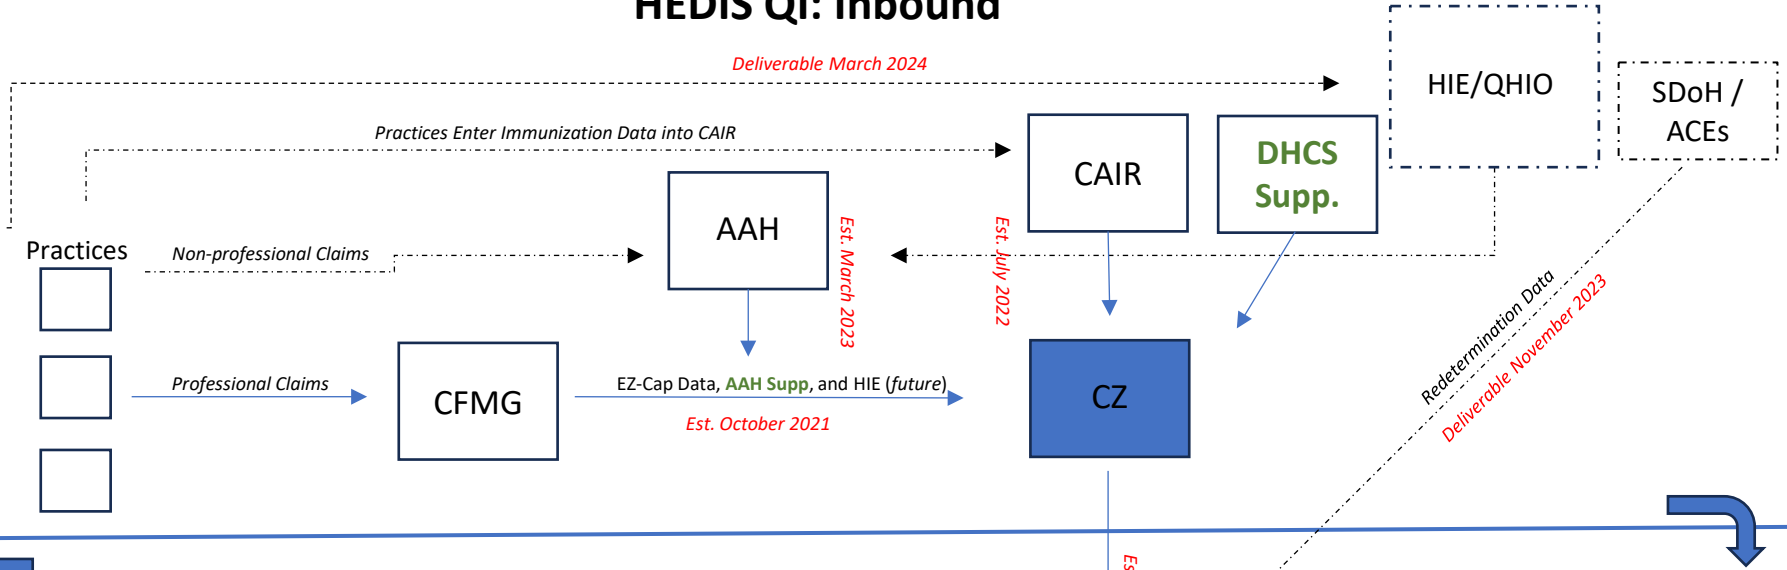 HEDIS QI: Inbound
Deliverable March 2024
HIE/QHIO
SDoH /
ACEs
Practices Enter Immunization Data into CAIR
CAIR
DHCS
Supp.
AAH
Est. March 2023
Est. July 2022
Practices
Non-professional Claims
Redetermination Data
Deliverable November 2023
Professional Claims
CFMG
EZ-Cap Data, AAH Supp, and HIE (future)
Est. October 2021
CZ